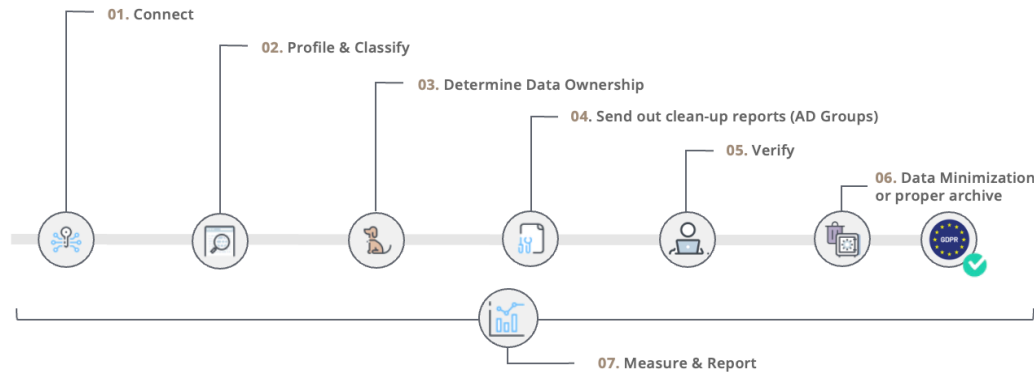 01. Connect
02. Profile & Classify
03. Determine Data Ownership
04. Send out clean-up reports (AD Groups)
05. Verify
06. Data Minimization
or proper archive
GDPR
07. Measure & Report